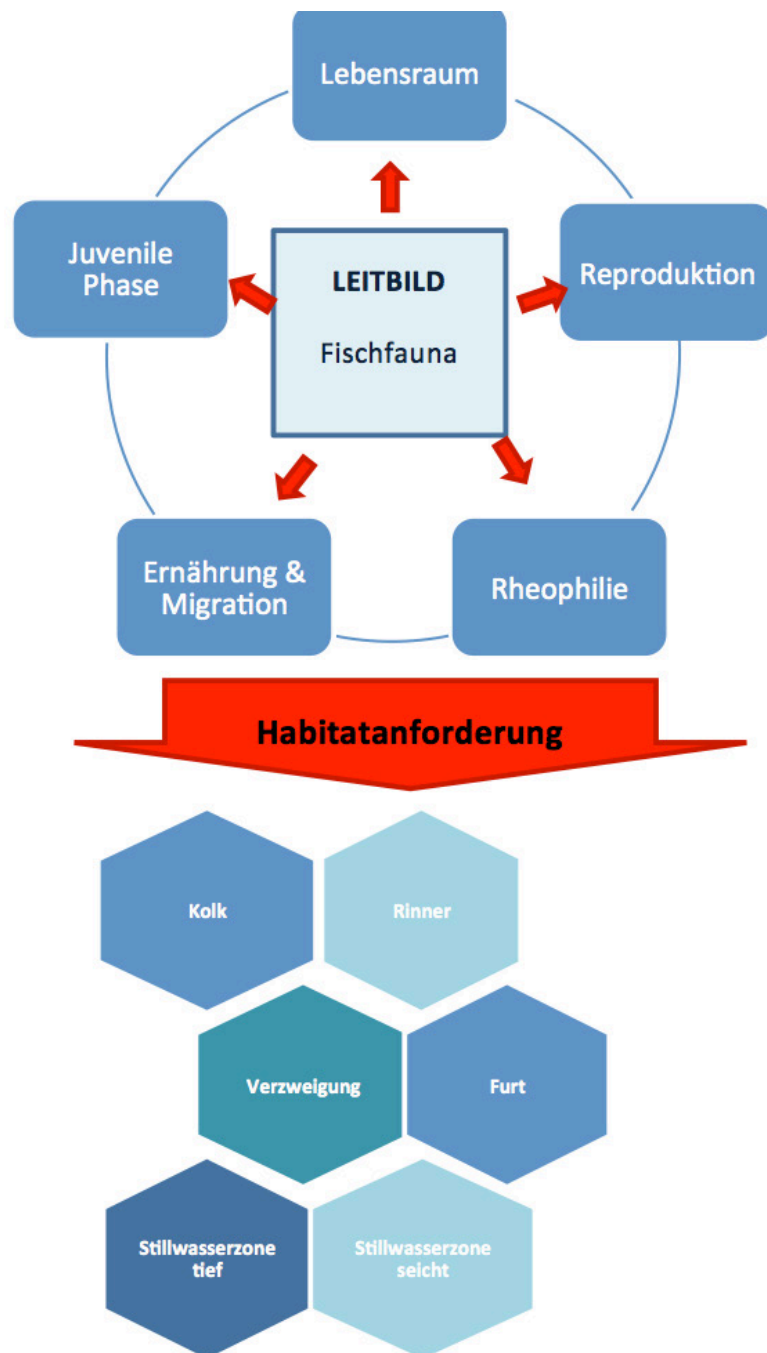 Lebensraum
Juvenile
Phase
LEITBILD
Fischfauna
Reproduktion
Ernährung &
Migration
Rheophilie
Habitatanforderung
Kolk
Rinner
Verzweigung
Furt
Stillwasserzone
tief
Stillwasserzone
seicht